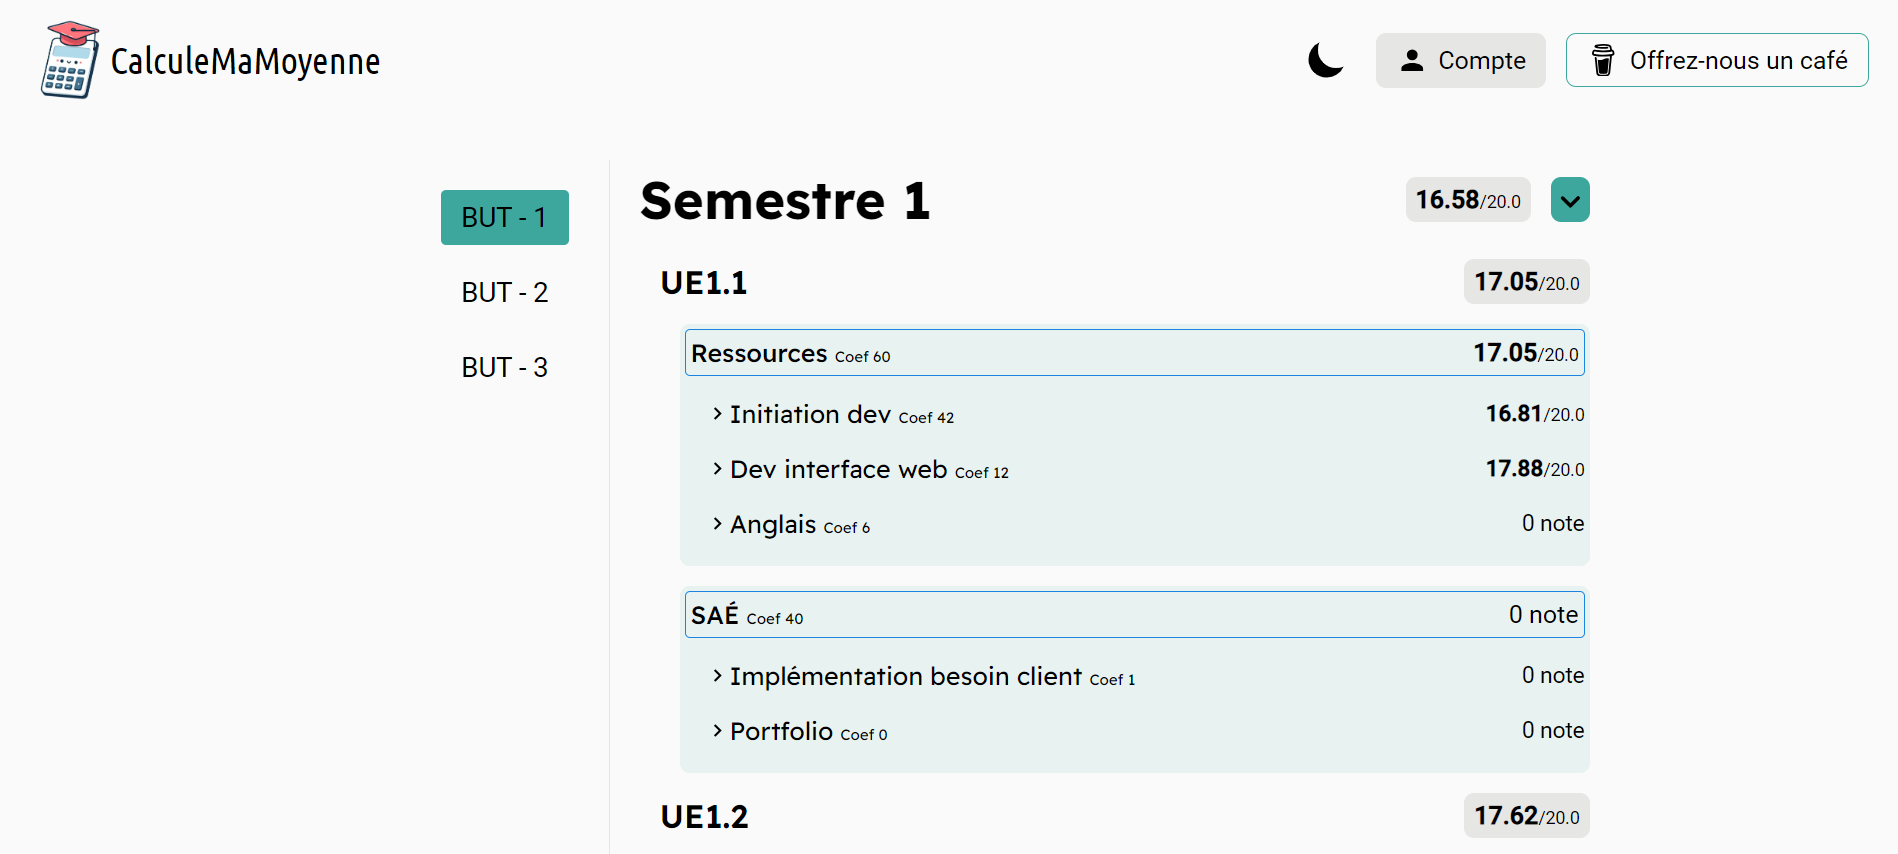 CalculeMaMoyenne
Compte
Offrez-nous un café
BUT - 1
BUT - 2
BUT - 3
Semestre 1 16.58/20.0
UE1.1 17.05/20.0
Ressources Coef 60 17.05/20.0
Initiation dev Coef 42 16.81/20.0
Dev interface web Coef 12 17.88/20.0
Anglais Coef 6 0 note
SAÉ Coef 40 0 note
Implémentation besoin client Coef 1 0 note
Portfolio Coef 0 0 note
UE1.2 17.62/20.0